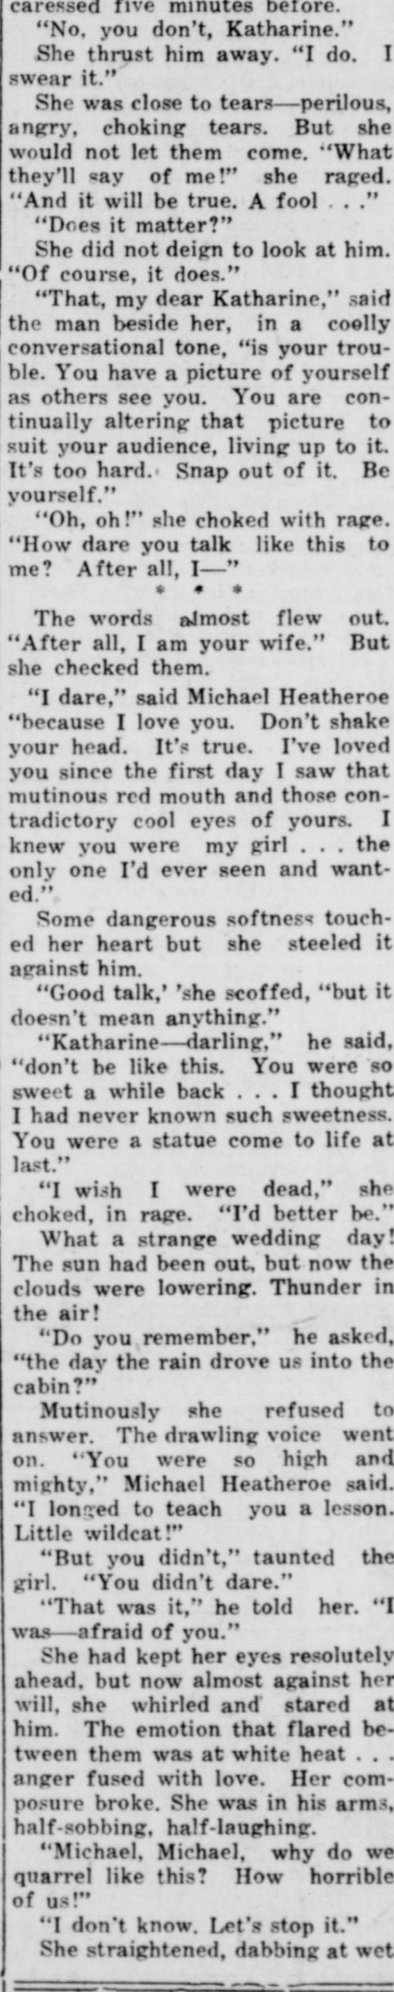 caressed five minutes before.
"No, you don't, Katharine."
She thrust him away. "I do. I
swear it."
She was close to tears—perilous,
angry, choking tears. But she
would not let them come. "What
they'll say of me!" she raged.
"And it will be true. A fool . . ."
"Does it matter?"
She did not deign to look at him.
"Of course, it does."
"That, my dear Katharine," said
the man beside her, in a coolly
conversational tone, "is your trou-
ble. You have a picture of yourself
as others see you. You are con-
tinually altering that picture to
suit your audience, living up to it.
It's too hard. Snap out of it. Be
yourself."
"Oh, oh!" she choked with rage.
"How dare you talk like this to
me? After all, I—"
* * *
The words almost flew out.
"After all, I am your wife." But
she checked them.
"I dare," said Michael Heatheroe
"because I love you. Don't shake
your head. It's true. I've loved
you since the first day I saw that
mutinous red mouth and those con-
tradictory cool eyes of yours. I
knew you were my girl . . . the
only one I'd ever seen and want-
ed."
Some dangerous softness touch-
ed her heart but she steeled it
against him.
"Good talk,' 'she scoffed, "but it
doesn't mean anything."
"Katharine—darling," he said,
"don't be like this. You were so
sweet a while back . . . I thought
I had never known such sweetness.
You were a statue come to life at
last."
"I wish I were dead," she
choked, in rage. "I'd better be."
What a strange wedding day!
The sun had been out, but now the
clouds were lowering. Thunder in
the air!
"Do you remember," he asked,
"the day the rain drove us into the
cabin?"
Mutinously she refused to
answer. The drawling voice went
on. "You were so high and
mighty," Michael Heatheroe said.
"I longed to teach you a lesson.
Little wildcat!"
"But you didn't," taunted the
girl. "You didn't dare."
"That was it," he told her. "I
was—afraid of you."
She had kept her eyes resolutely
ahead, but now almost against her
will, she whirled and stared at
him. The emotion that flared be-
tween them was at white heat . . .
anger fused with love. Her com-
posure broke. She was in his arms,
half-sobbing, half-laughing.
"Michael, Michael, why do we
quarrel like this? How horrible
of us!"
"I don't know. Let's stop it."
She straightened, dabbing at wet